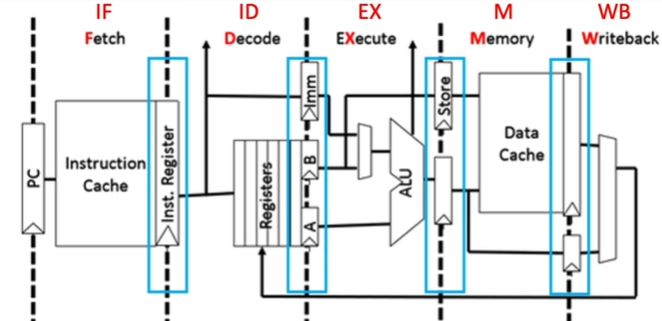 IF
ID
EX
M
WB
Fetch
Decode
EXecute
Memory
Writeback
PC
Instruction
Cache
Inst. Register
Registers
Imm
B
A
ALU
Store
Data
Cache